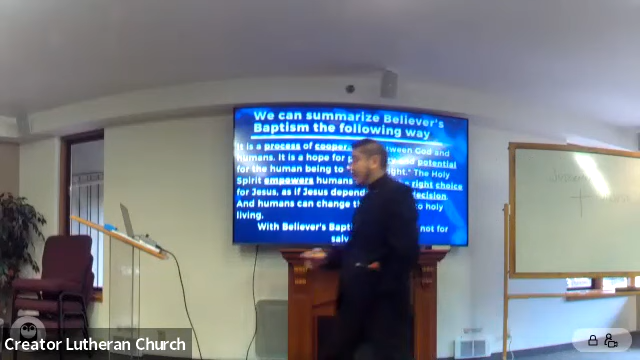 We can summarize Believer's
Baptism the following way
It is a process of cooper between God and
humans. It is a hope for and potential
for the human being to ight." The Holy
Spirit empowers human right choice
for Jesus, as if Jesus depend decision.
And humans can change th to holy
living.
With Believer's Bapt not for
salv
Creator Lutheran Church